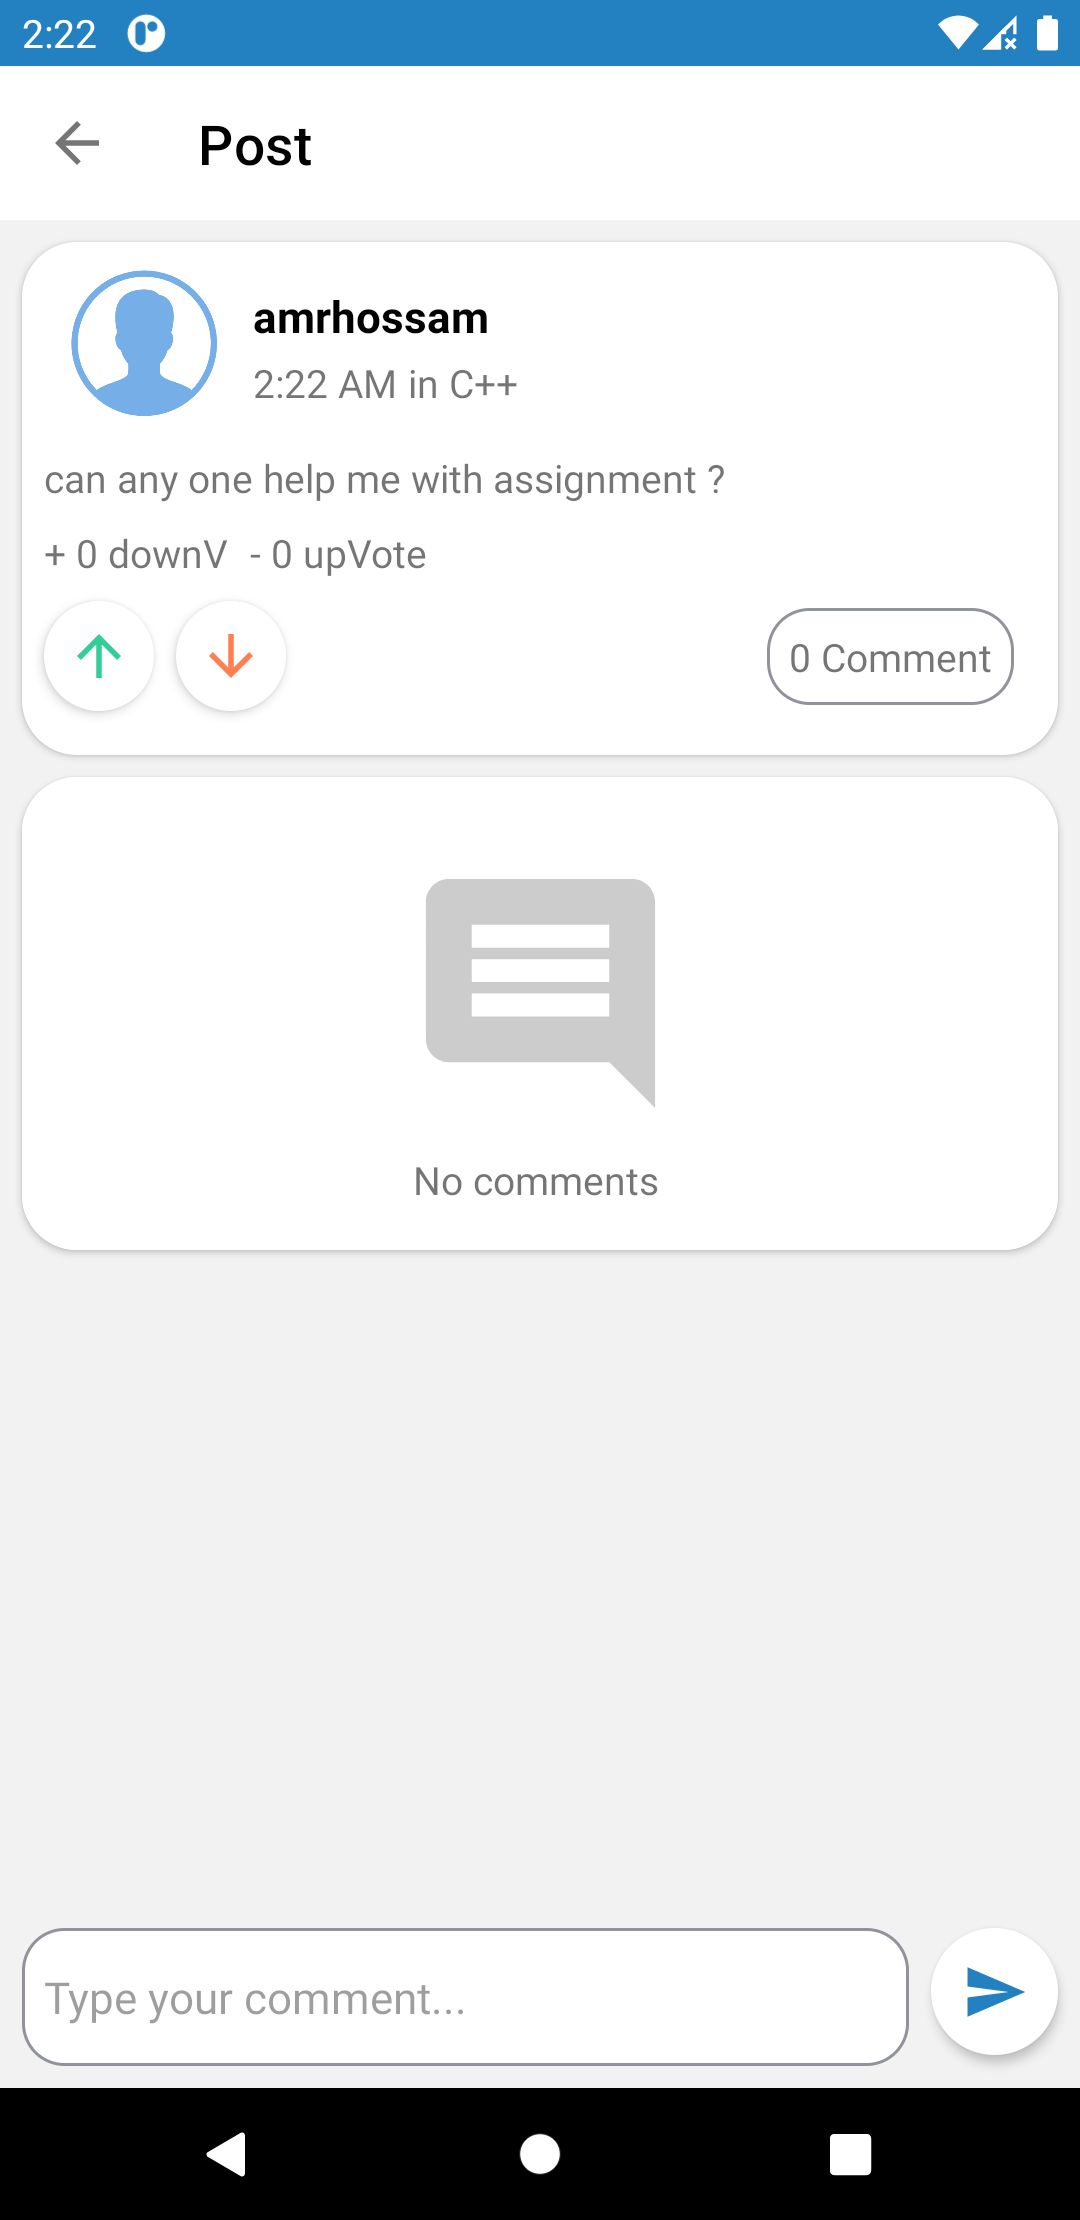 2:22
Post
amrhossam
2:22 AM in C++
can any one help me with assignment ?
+ 0 downV - 0 upVote
0 Comment
No comments
Type your comment...